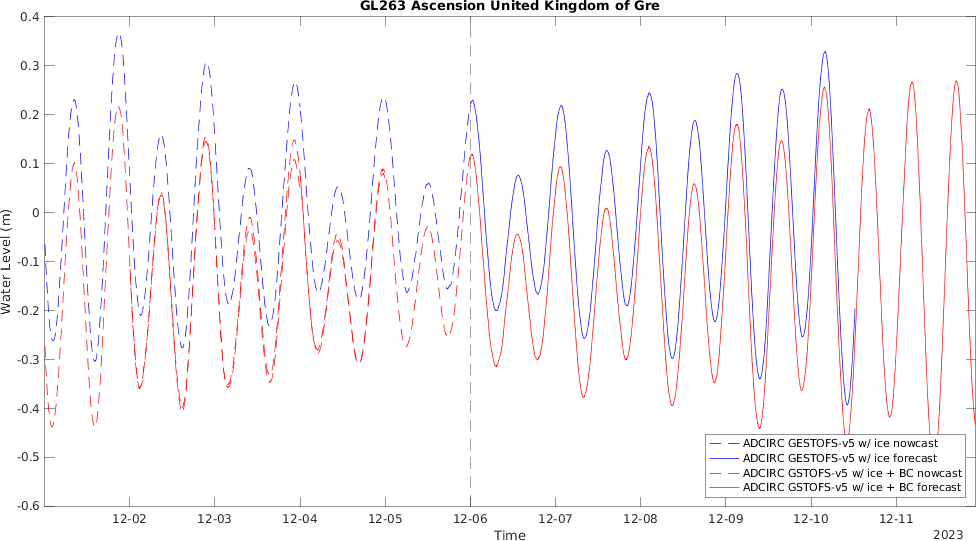 GL263 Ascension United Kingdom of Gre
0.4
0.3
0.2
0.1
0
-0.1
-0.2
-0.3
-0.4
-0.5
-0.6
Water Level (m)
ADCIRC GESTOFS-v5 w/ ice nowcast
ADCIRC GESTOFS-v5 w/ ice forecast
ADCIRC GSTOFS-v5 w/ ice + BC nowcast
ADCIRC GSTOFS-v5 w/ ice + BC forecast
12-02 12-03 12-04 12-05 12-06 12-07 12-08 12-09 12-10 12-11
Time
2023